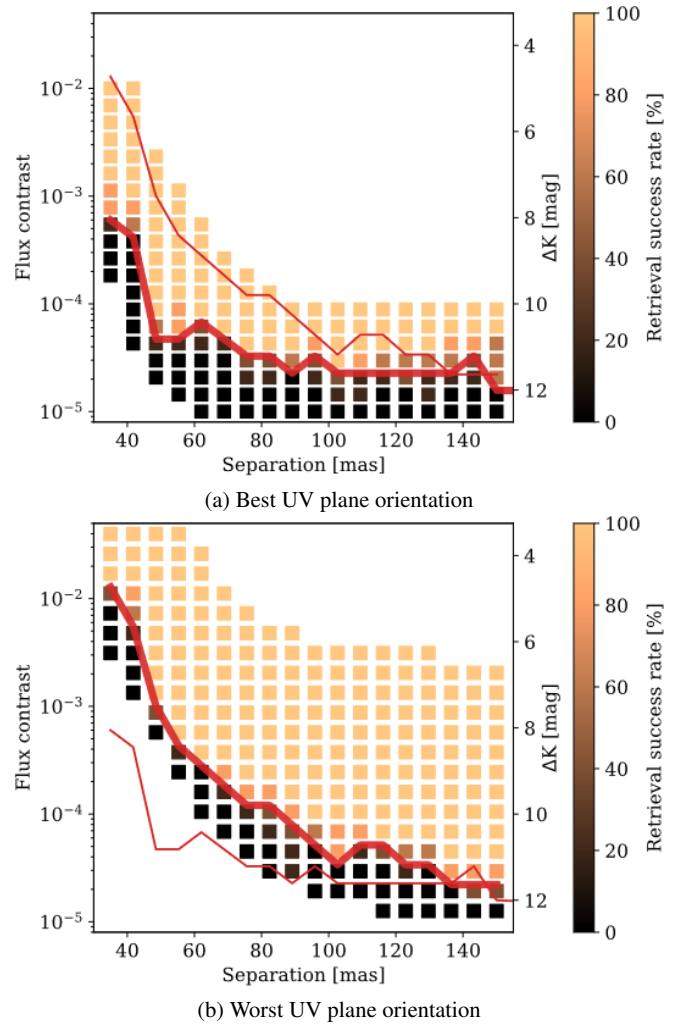 100
10⁻²
4
80
6
10⁻³
60
Flux contrast
8
ΔK [mag]
Retrieval success rate [%]
40
10⁻⁴
10
20
10⁻⁵
12
0
40 60 80 100 120 140
Separation [mas]
(a) Best UV plane orientation
100
4
10⁻²
80
6
60
10⁻³
Flux contrast
8
ΔK [mag]
Retrieval success rate [%]
40
10⁻⁴
10
20
10⁻⁵
12
0
40 60 80 100 120 140
Separation [mas]
(b) Worst UV plane orientation